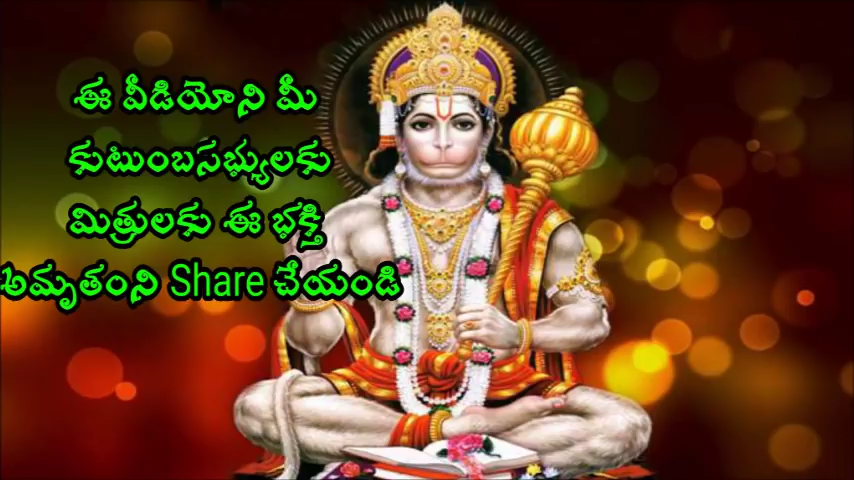 ఈ వీడియోని మీ
కుటుంబసభ్యులకు
మిత్రులకు ఈ భక్తి
అమృతంని Share చేయండి